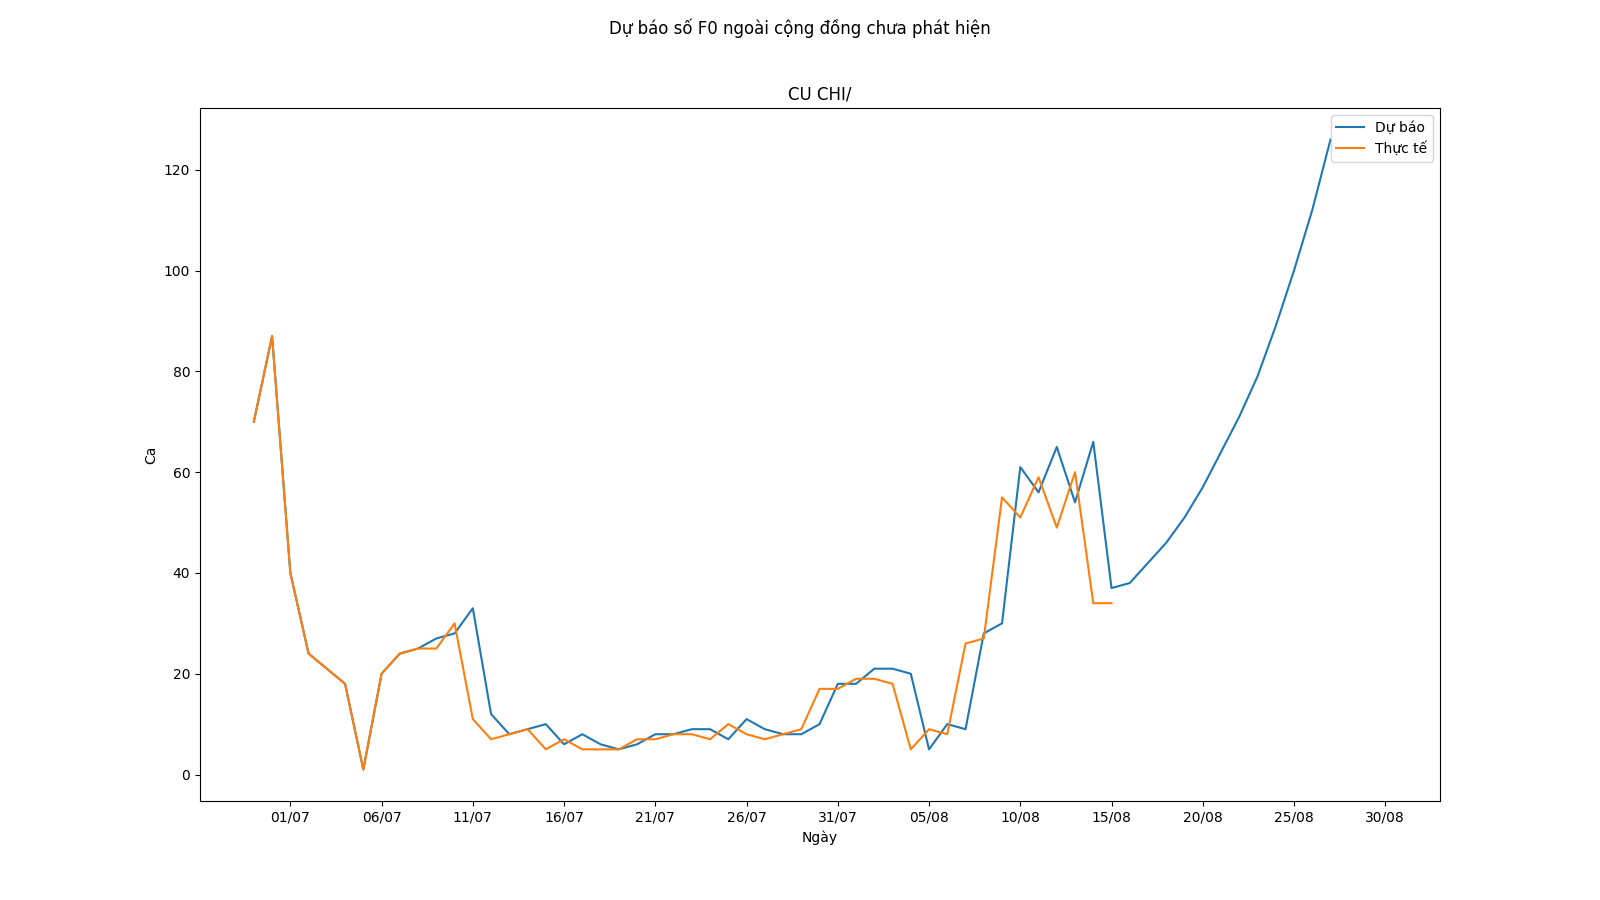 Dự báo số F0 ngoài cộng đồng chưa phát hiện
CU CHI/
Dự báo
Thực tế
120
100
80
60
40
20
0
Ca
01/07 06/07 11/07 16/07 21/07 26/07 31/07 05/08 10/08 15/08 20/08 25/08 30/08
Ngày